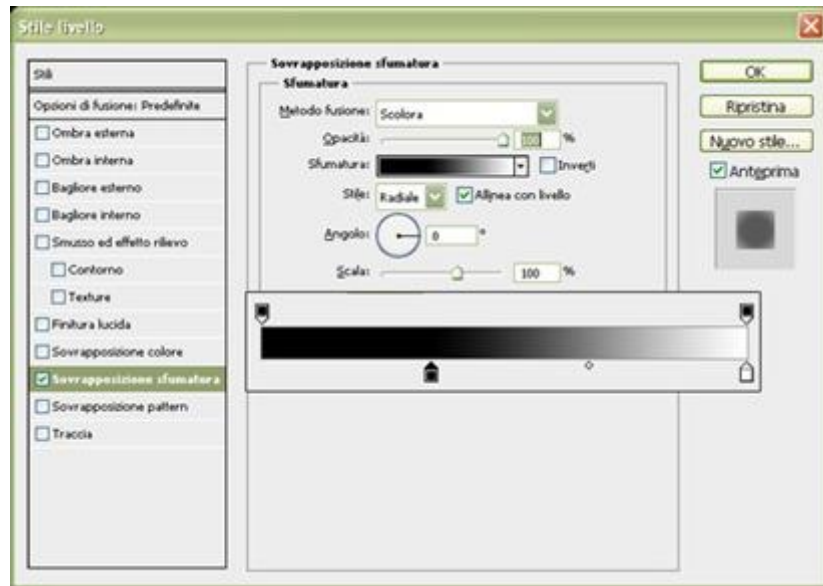 Stile livello
Stili
Opzioni di fusione: Predefinite
Ombra esterna
Ombra interna
Bagliore esterno
Bagliore interno
Smusso ed effetto rilievo
Contorno
Texture
Finitura lucida
Sovrapposizione colore
Sovrapposizione sfumatura
Sovrapposizione pattern
Traccia
Sovrapposizione sfumatura
Sfumatura
Metodo fusione: Scolora
Opacità: 100 %
Sfumatura: Inverti
Stile: Radiale Allinea con livello
Angolo: 0 °
Scala: 100 %
OK
Ripristina
Nuovo stile...
Anteprima